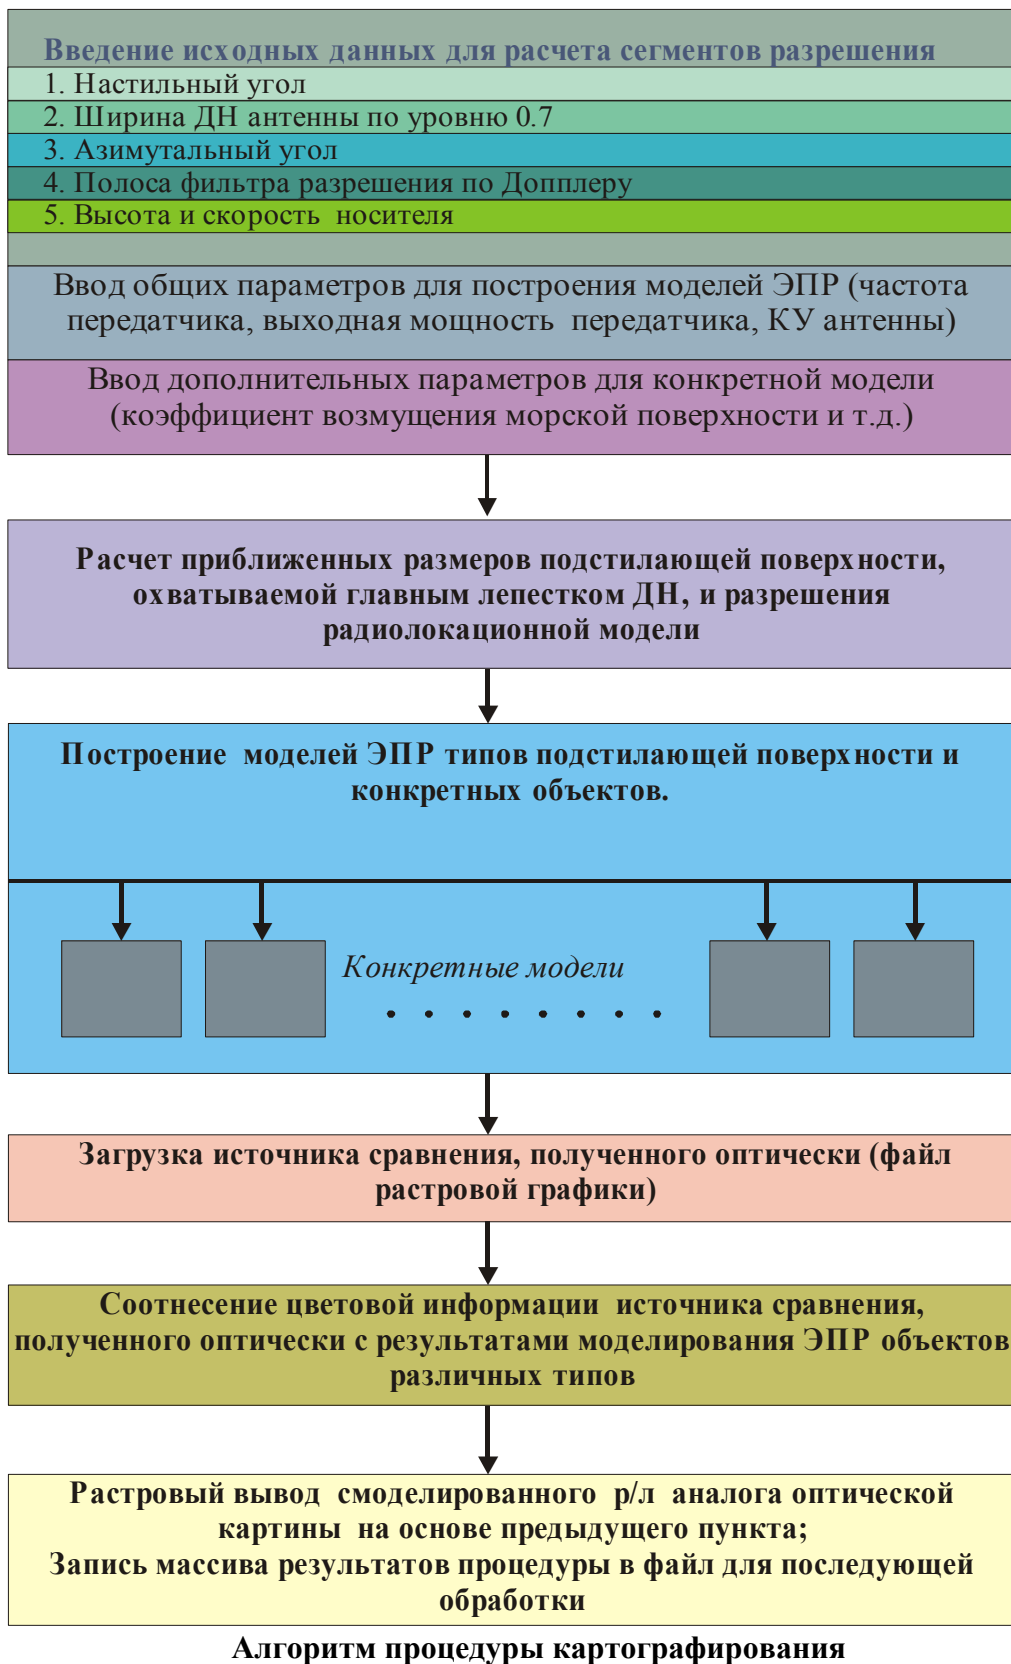 Введение исходных данных для расчета сегментов разрешения
1. Настильный угол
2. Ширина ДН антенны по уровню 0.7
3. Азимутальный угол
4. Полоса фильтра разрешения по Допплеру
5. Высота и скорость носителя
Ввод общих параметров для построения моделей ЭПР (частота
передатчика, выходная мощность передатчика, КУ антенны)
Ввод дополнительных параметров для конкретной модели
(коэффициент возмущения морской поверхности и т.д.)
Расчет приближенных размеров подстилающей поверхности,
охватываемой главным лепестком ДН, и разрешения
радиолокационной модели
Построение моделей ЭПР типов подстилающей поверхности и
конкретных объектов.
Конкретные модели
Загрузка источника сравнения, полученного оптически (файл
растровой графики)
Соотнесение цветовой информации источника сравнения,
полученного оптически с результатами моделирования ЭПР объектов
различных типов
Растровый вывод смоделированного р/л аналога оптической
картины на основе предыдущего пункта;
Запись массива результатов процедуры в файл для последующей
обработки
Алгоритм процедуры картографирования